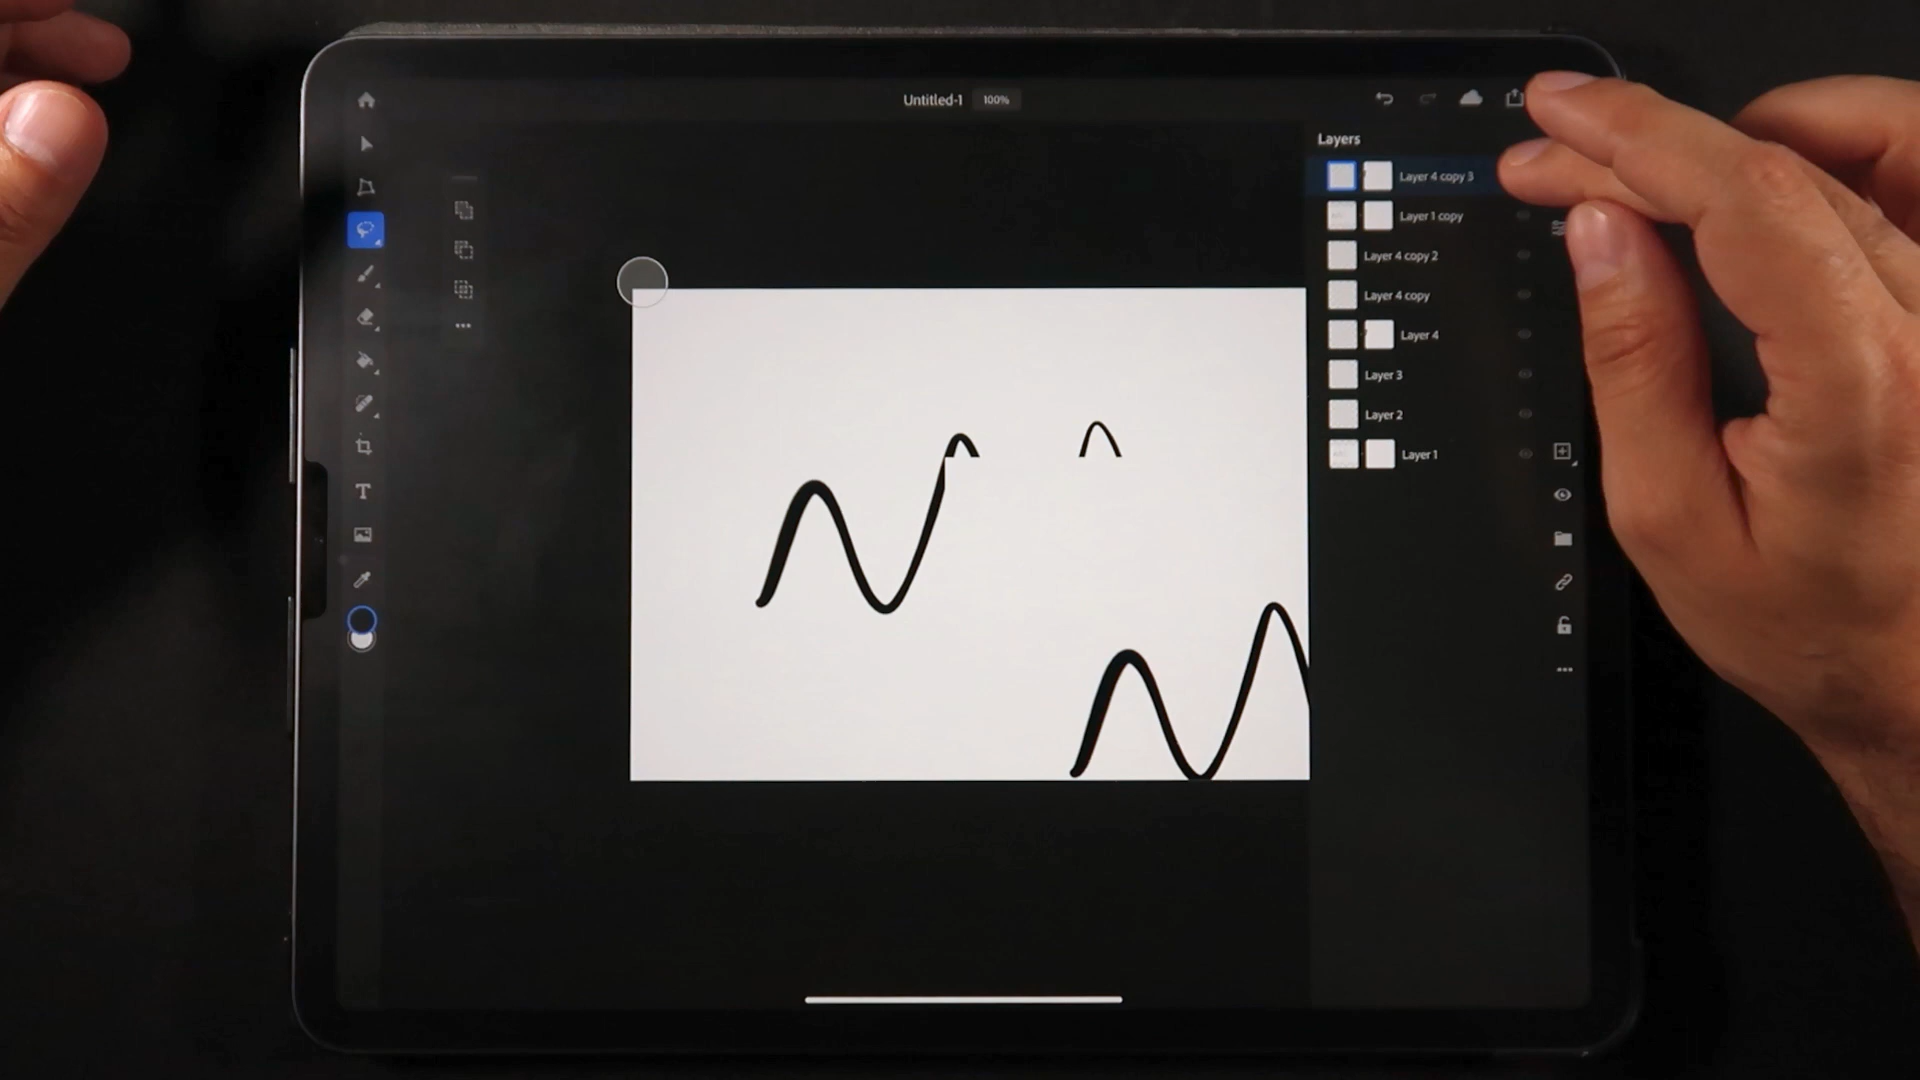 Untitled-1 100%
Layers
Layer 4 copy 3
Layer 1 copy
Layer 4 copy 2
Layer 4 copy
Layer 4
Layer 3
Layer 2
Layer 1
T